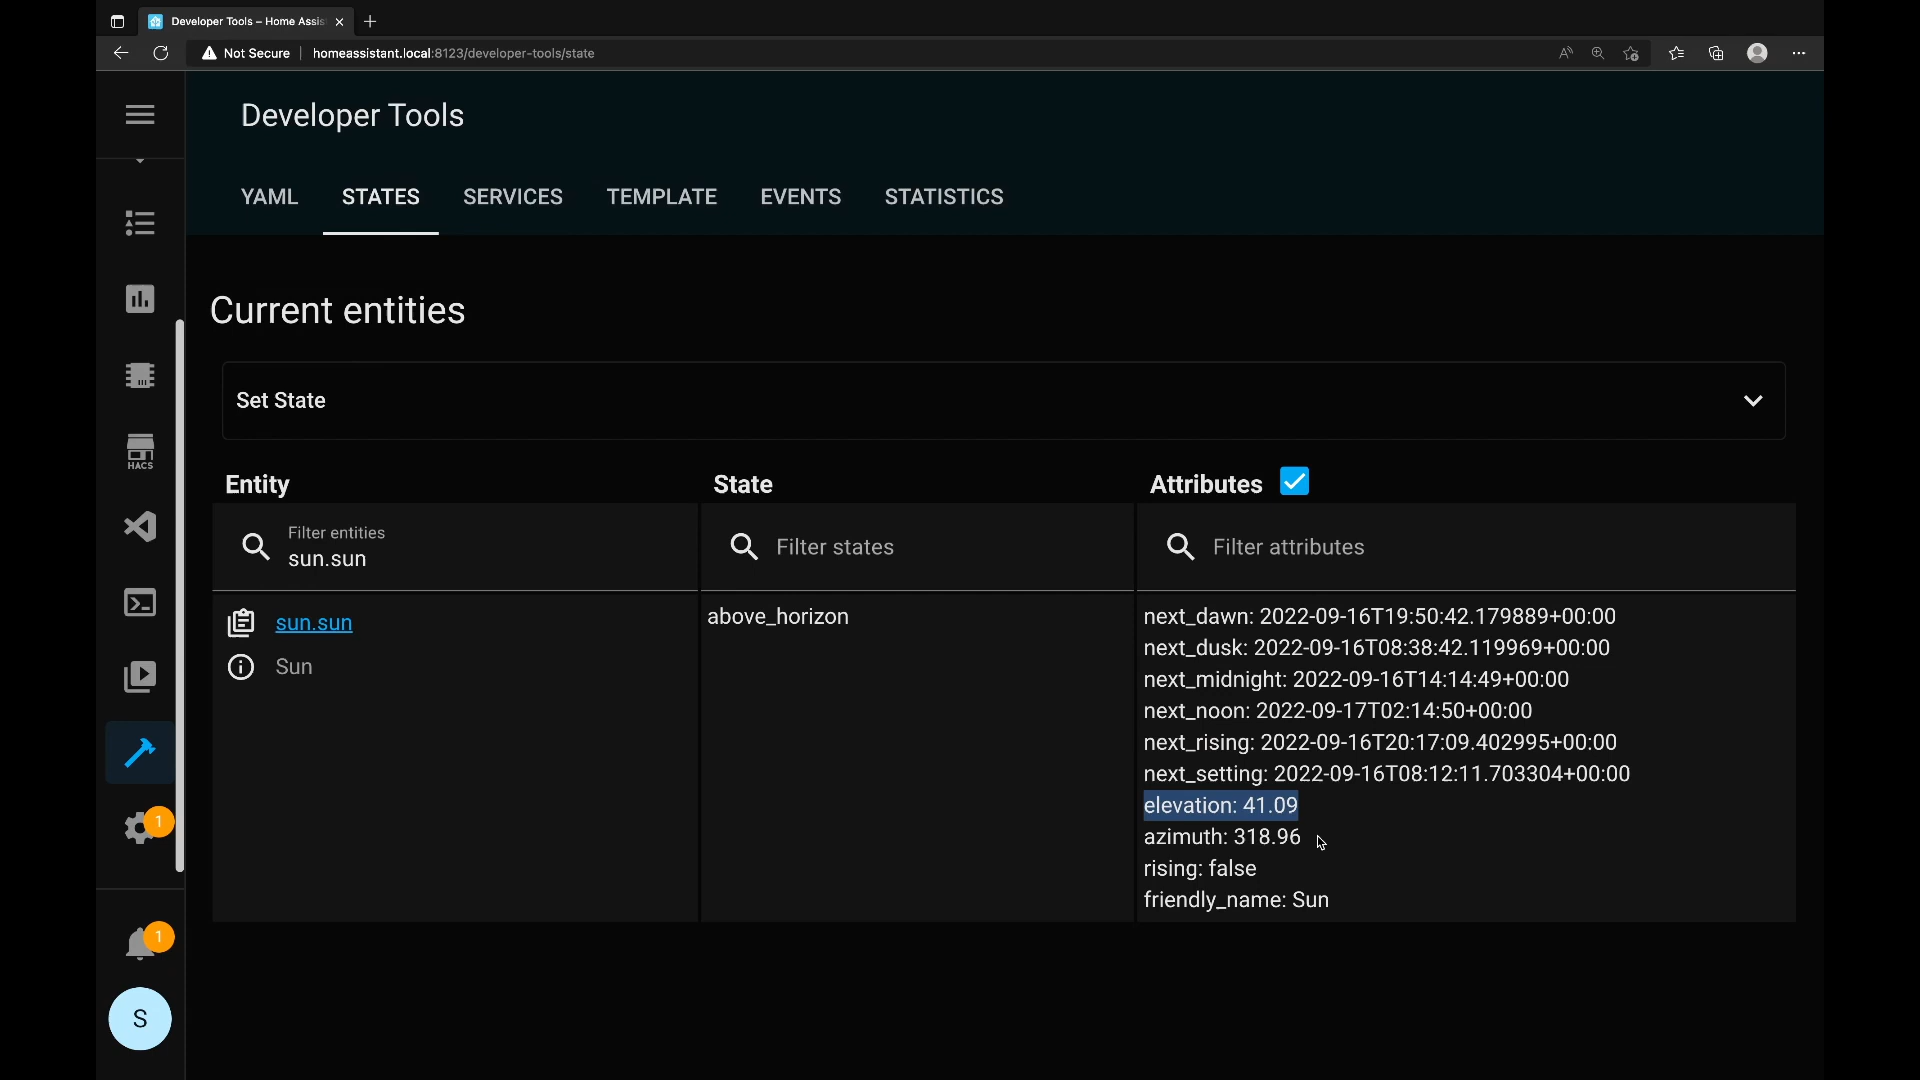 Developer Tools – Home Assis
Not Secure
homeassistant.local:8123/developer-tools/state
Developer Tools
YAML
STATES
SERVICES
TEMPLATE
EVENTS
STATISTICS
Current entities
Set State
Entity
State
Attributes
Filter entities
sun.sun
Filter states
Filter attributes
sun.sun
Sun
above_horizon
next_dawn: 2022-09-16T19:50:42.179889+00:00
next_dusk: 2022-09-16T08:38:42.119969+00:00
next_midnight: 2022-09-16T14:14:49+00:00
next_noon: 2022-09-17T02:14:50+00:00
next_rising: 2022-09-16T20:17:09.402995+00:00
next_setting: 2022-09-16T08:12:11.703304+00:00
elevation: 41.09
azimuth: 318.96
rising: false
friendly_name: Sun
HACS
1
1
S